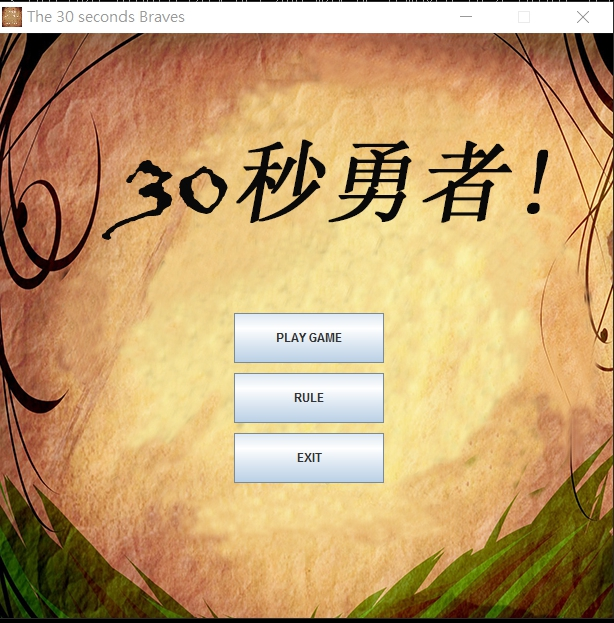 The 30 seconds Braves
30秒勇者!
PLAY GAME
RULE
EXIT